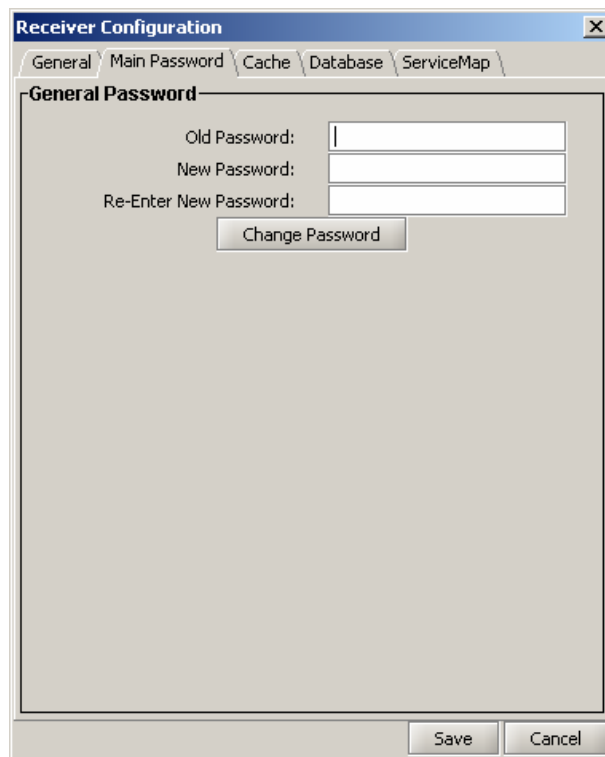 Receiver Configuration
General Main Password Cache Database ServiceMap
General Password
Old Password:
New Password:
Re-Enter New Password:
Change Password
Save Cancel